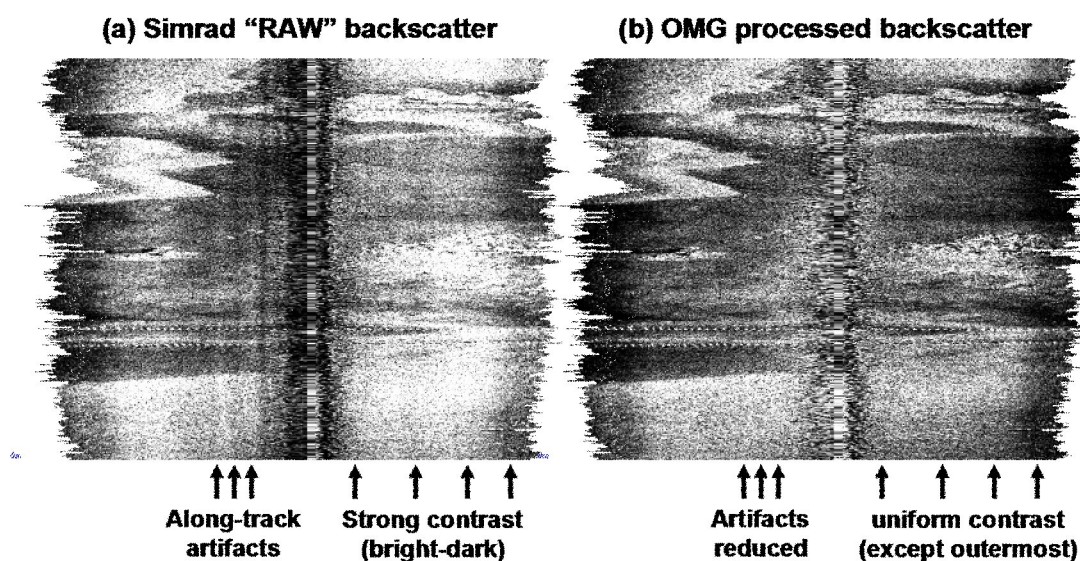 (a) Simrad “RAW” backscatter
(b) OMG processed backscatter
Along-track
artifacts
Strong contrast
(bright-dark)
Artifacts
reduced
uniform contrast
(except outermost)